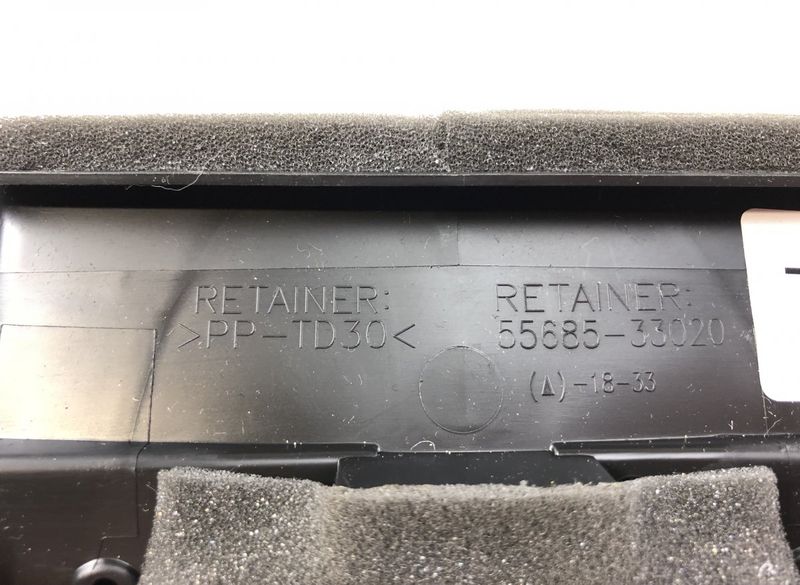 RETAINER:
>PP-TD30<
RETAINER:
55685-33020
(A)-18-33